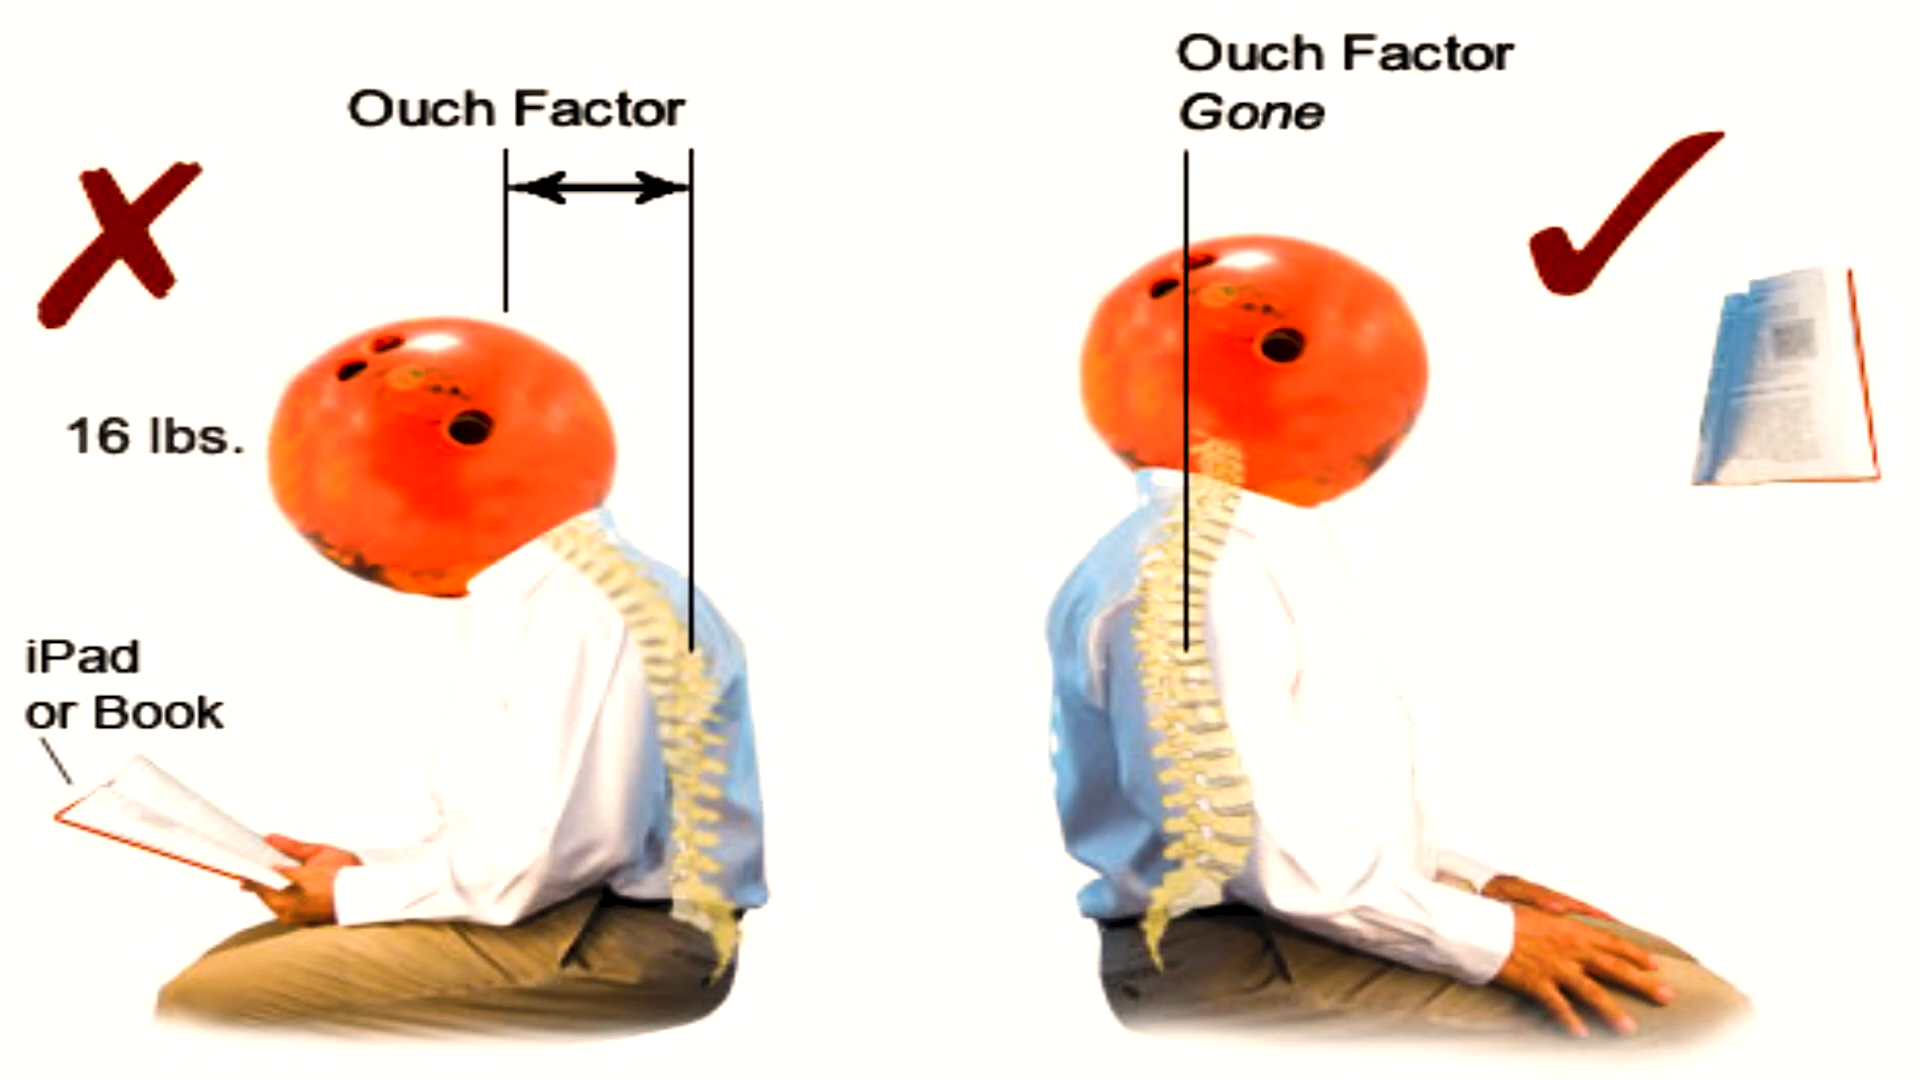 Ouch Factor
16 lbs.
iPad
or Book
Ouch Factor
Gone